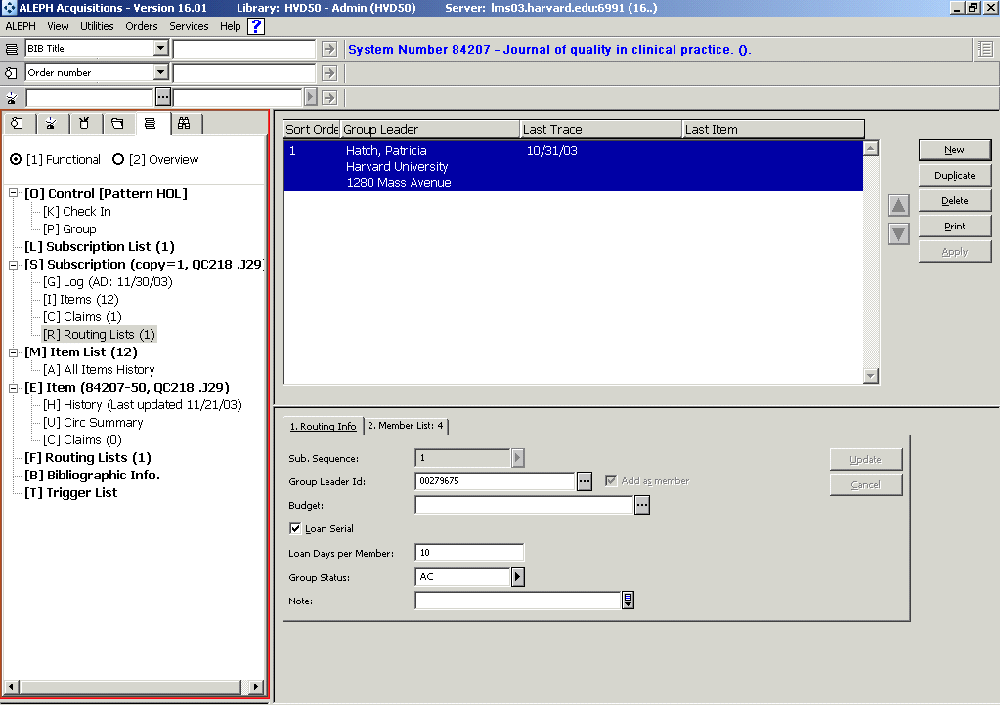 ALEPH Acquisitions - Version 16.01 Library: HVD50 - Admin (HVD50) Server: lms03.harvard.edu:6991 (16..)
ALEPH View Utilities Orders Services Help ?
BIB Title
System Number 84207 - Journal of quality in clinical practice. ().
Order number
[1] Functional [2] Overview
[O] Control [Pattern HOL]
[K] Check In
[P] Group
[L] Subscription List (1)
[S] Subscription (copy=1, QC218 .J29)
[G] Log (AD: 11/30/03)
[I] Items (12)
[C] Claims (1)
[R] Routing Lists (1)
[M] Item List (12)
[A] All Items History
[E] Item (84207-50, QC218 .J29)
[H] History (Last updated 11/21/03)
[U] Circ Summary
[C] Claims (0)
[F] Routing Lists (1)
[B] Bibliographic Info.
[T] Trigger List
Sort Orde Group Leader Last Trace Last Item
1 Hatch, Patricia 10/31/03
Harvard University
1280 Mass Avenue
New
Duplicate
Delete
Print
Apply
1. Routing Info 2. Member List: 4
Sub. Sequence: 1
Group Leader Id: 00279675 Add as member
Budget:
Loan Serial
Loan Days per Member: 10
Group Status: AC
Note:
Update
Cancel